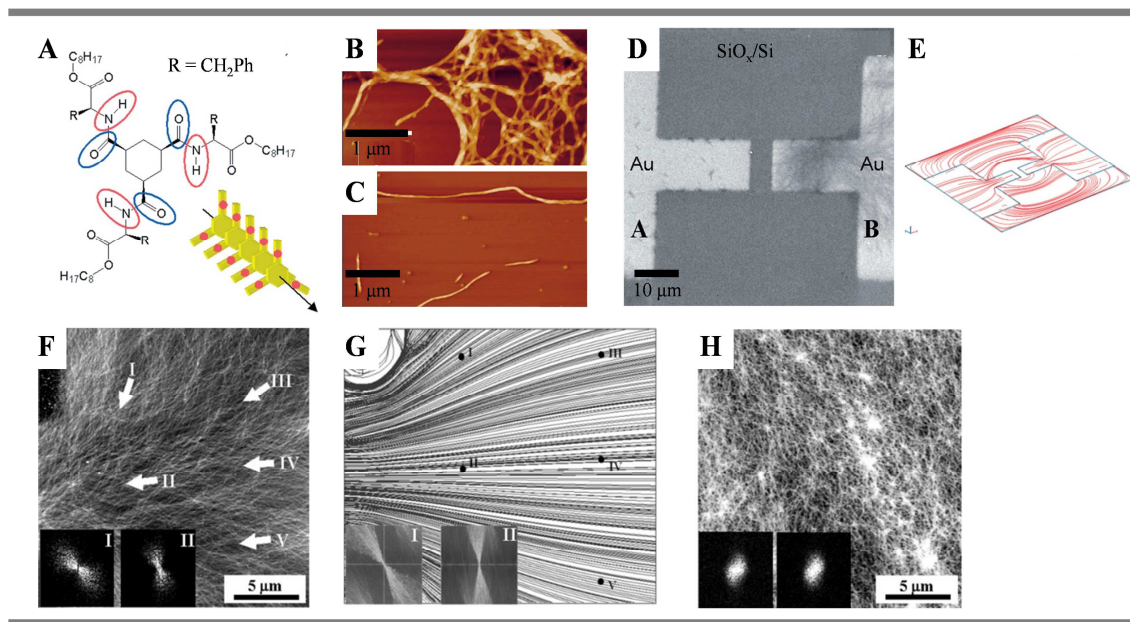 A
R = CH₂Ph
C₈H₁₇
O
O
R
N
H
O
O
H
N
R
O
O
C₈H₁₇
H
N
O
O
O
R
H₁₇C₈
B
1 μm
C
1 μm
D
SiOₓ/Si
Au
Au
A
B
10 μm
E
F
I
III
IV
II
V
I
II
5 μm
G
I
III
II
IV
V
I
II
H
5 μm